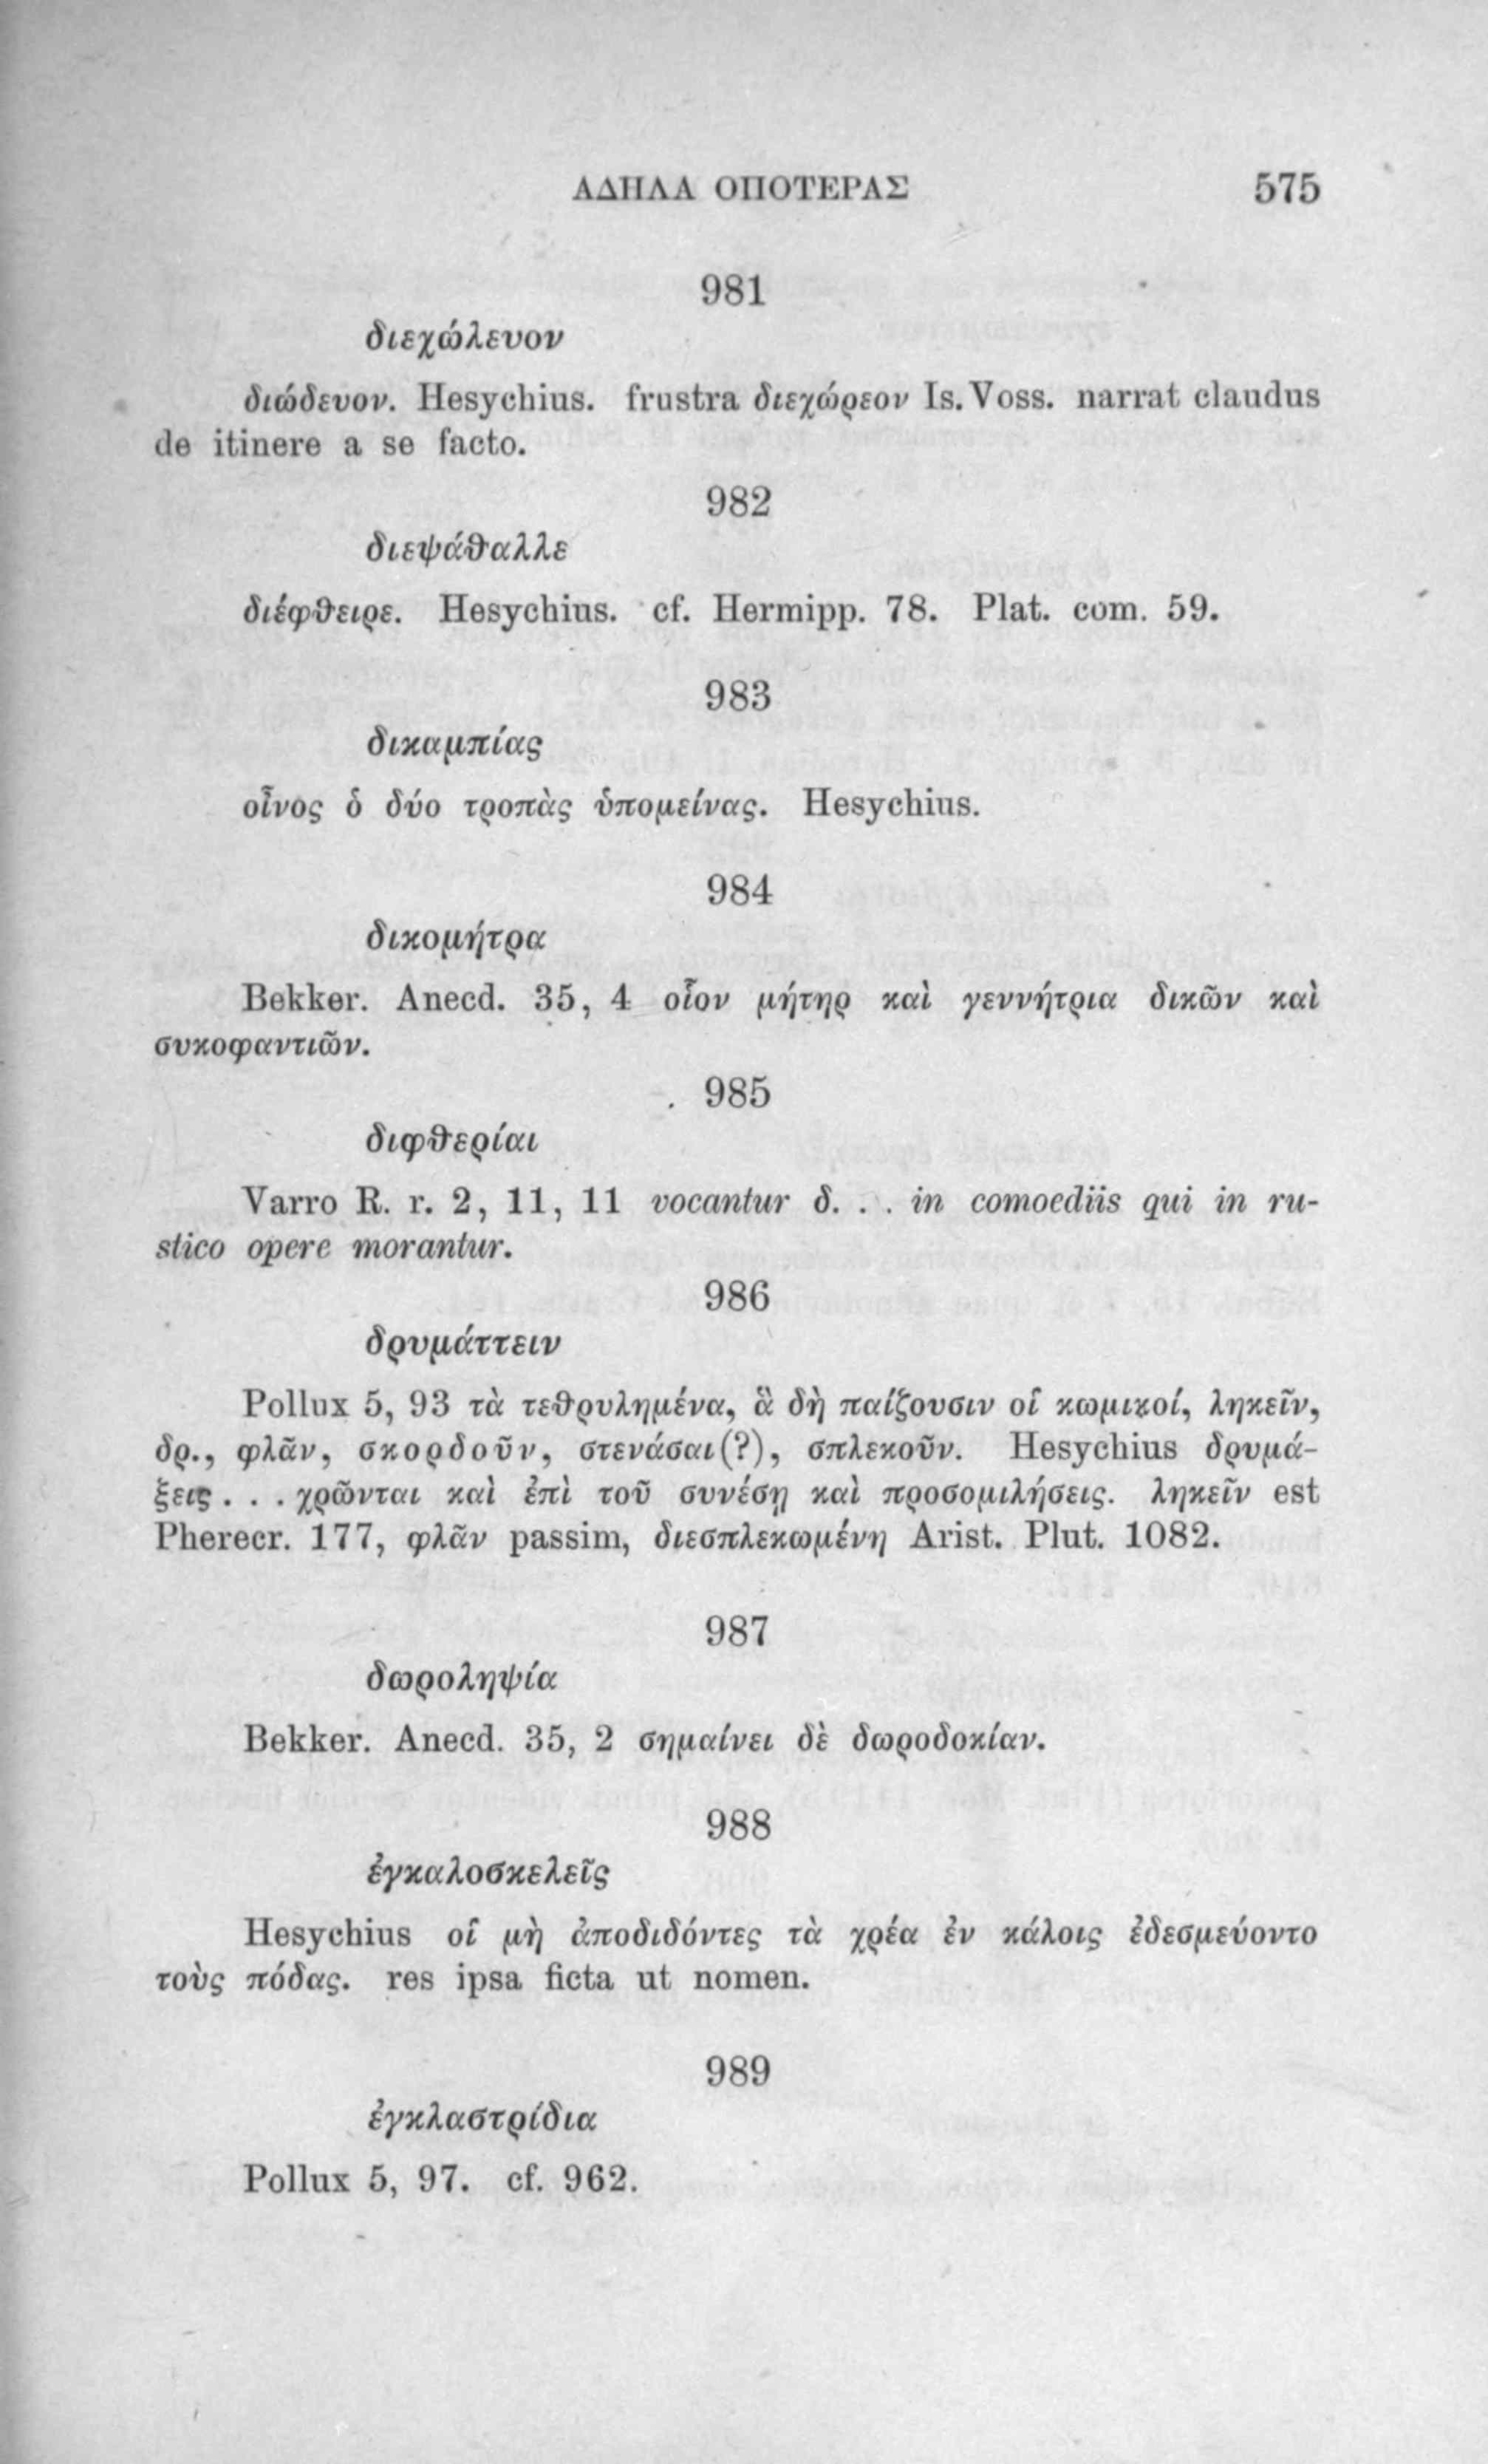 ΑΔΗΛΑ ΟΠΟΤΕΡΑΣ 575
981
διεχώλευον
διώδευον. Hesychius. frustra διεχώρεον Is. Voss. narrat claudus
de itinere a se facto.
982
διεψάθαλλε
διέφθειρε. Hesychius. cf. Hermipp. 78. Plat. com. 59.
983
δικαμπίας
οἶνος ὁ δύο τροπὰς ὑπομείνας. Hesychius.
984
δικομήτρα
Bekker. Anecd. 35, 4 οἷον μήτηρ καὶ γεννήτρια δικῶν καὶ
συκοφαντιῶν.
985
διφθερίαι
Varro R. r. 2, 11, 11 vocantur δ. . . in comoediis qui in ru-
stico opere morantur.
986
δρυμάττειν
Pollux 5, 93 τὰ τεθρυλημένα, ἃ δὴ παίζουσιν οἱ κωμικοί, ληκεῖν,
δρ., φλᾶν, σκορδοῦν, στενάσαι(?), σπλεκοῦν. Hesychius δρυμά-
ξεις . . . χρῶνται καὶ ἐπὶ τοῦ συνέσῃ καὶ προσομιλήσεις. ληκεῖν est
Pherecr. 177, φλᾶν passim, διεσπλεκωμένη Arist. Plut. 1082.
987
δωροληψία
Bekker. Anecd. 35, 2 σημαίνει δὲ δωροδοκίαν.
988
ἐγκαλοσκελεῖς
Hesychius οἱ μὴ ἀποδιδόντες τὰ χρέα ἐν κάλοις ἐδεσμεύοντο
τοὺς πόδας. res ipsa ficta ut nomen.
989
ἐγκλαστρίδια
Pollux 5, 97. cf. 962.